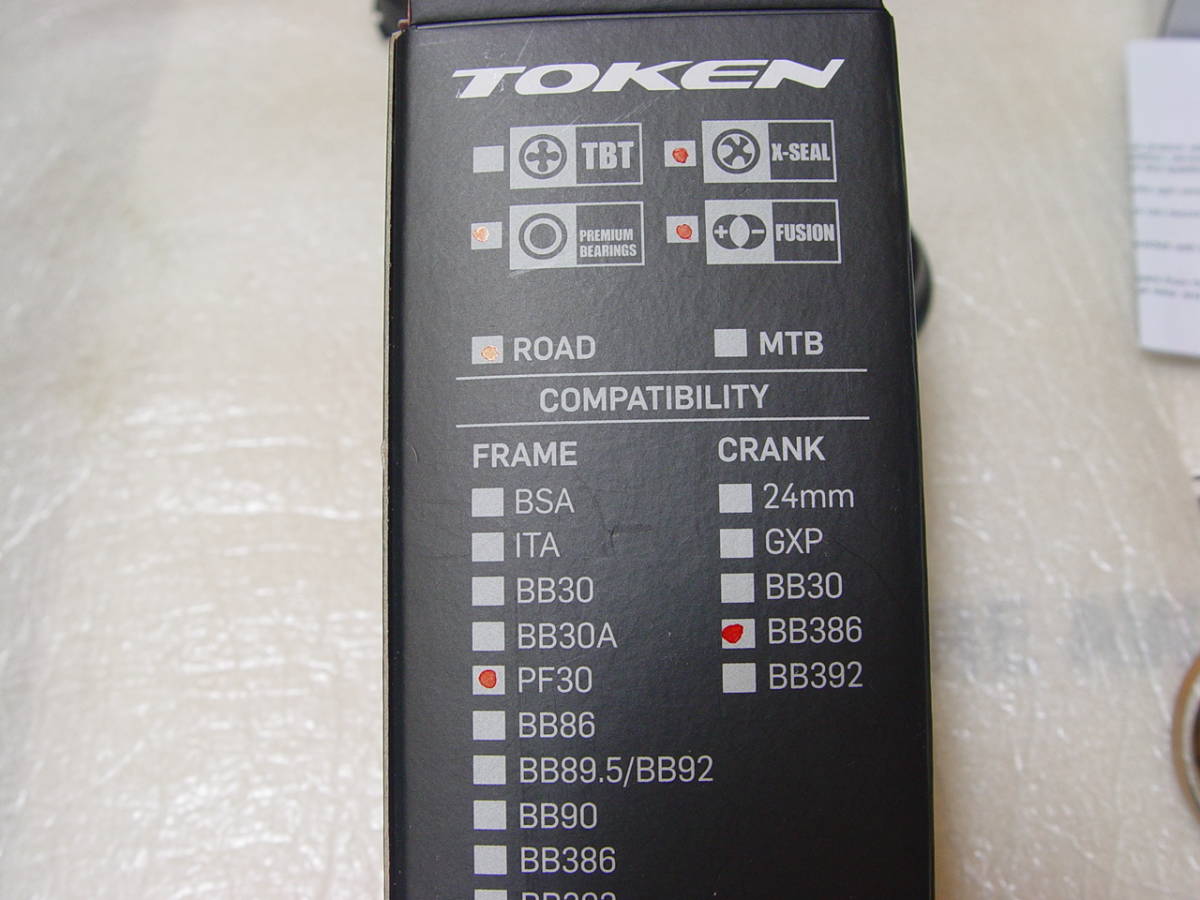 TOKEN
TBT
X-SEAL
PREMIUM
BEARINGS
+ -
FUSION
ROAD
MTB
COMPATIBILITY
FRAME
BSA
ITA
BB30
BB30A
PF30
BB86
BB89.5/BB92
BB90
BB386
CRANK
24mm
GXP
BB30
BB386
BB392